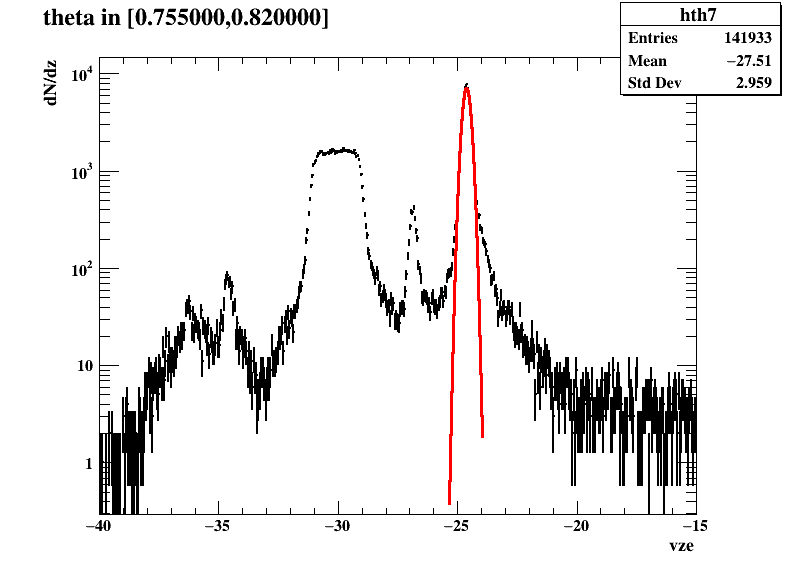 theta in [0.755000,0.820000]
hth7
Entries 141933
Mean −27.51
Std Dev 2.959
dN/dz
10^4
10^3
10^2
10
1
−40 −35 −30 −25 −20 −15
vze